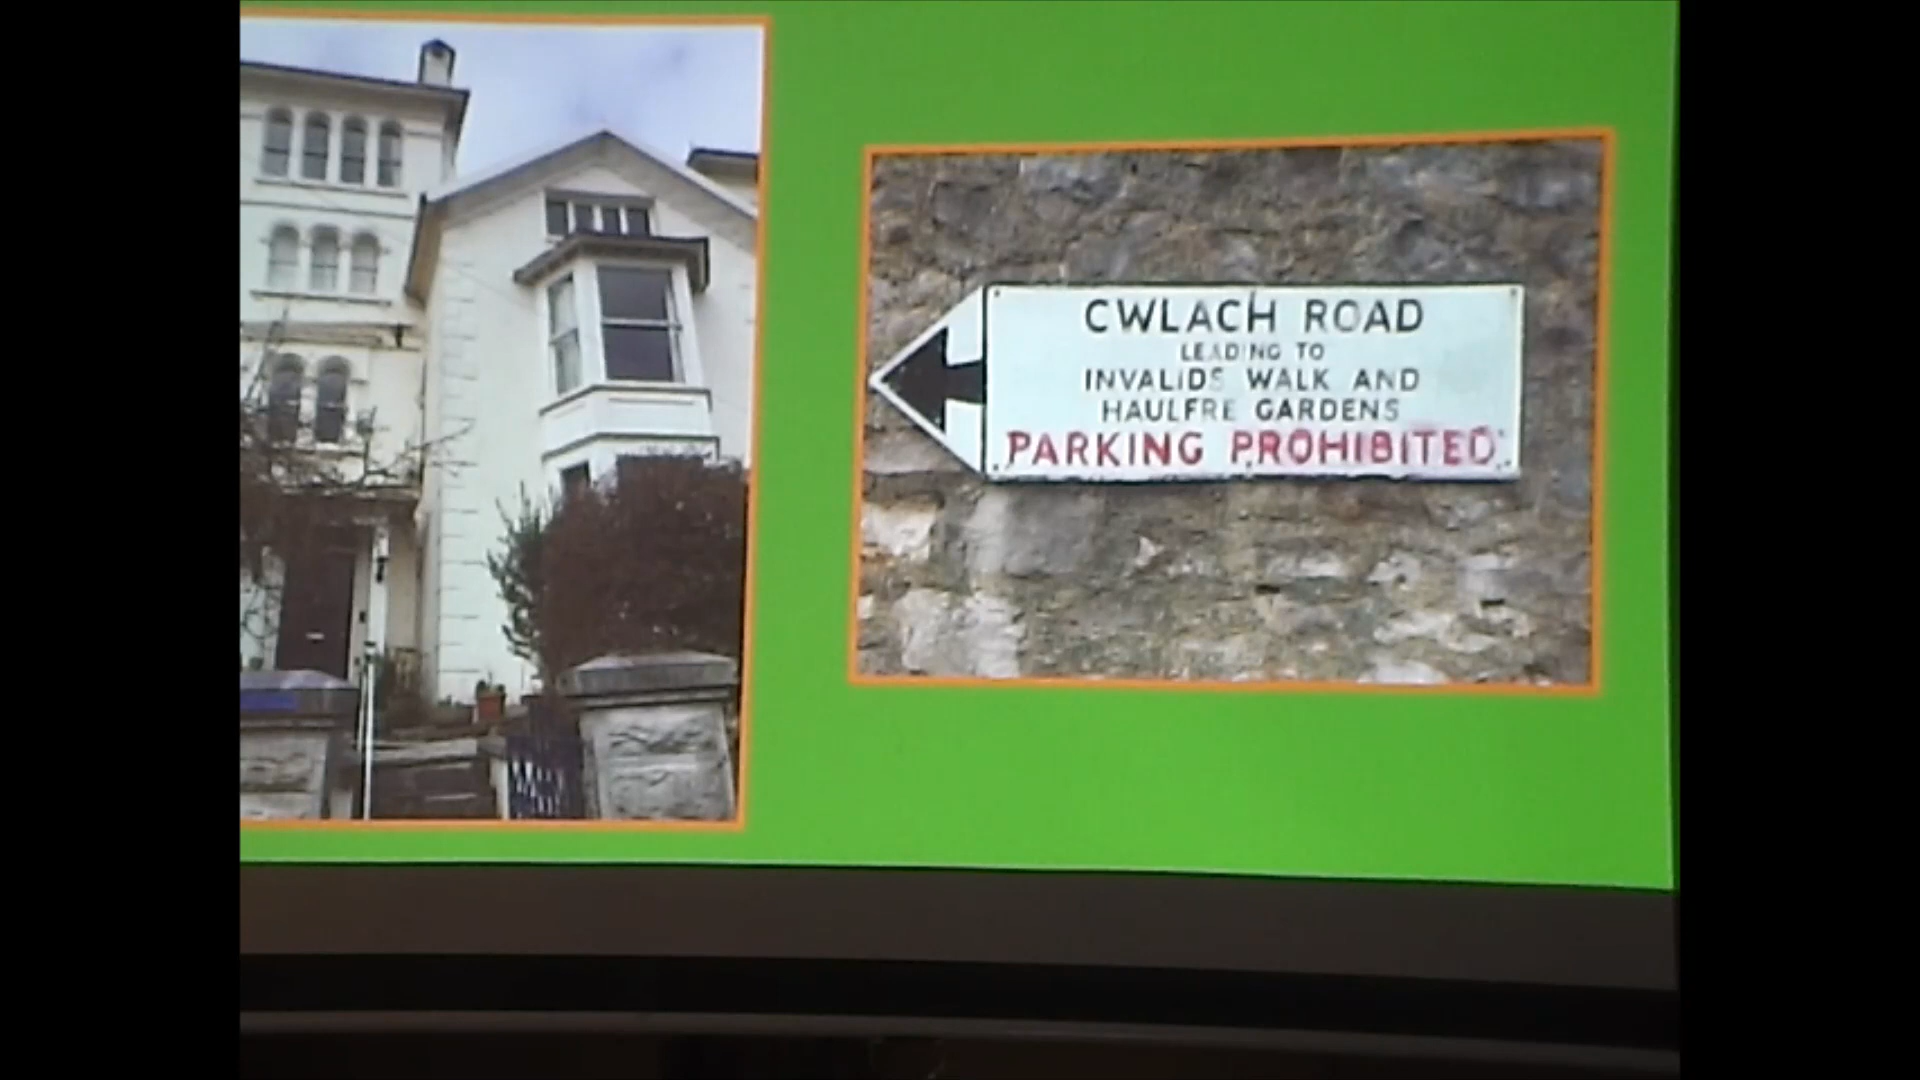 CWLACH ROAD
LEADING TO
INVALIDS WALK AND
HAULFRE GARDENS
PARKING PROHIBITED